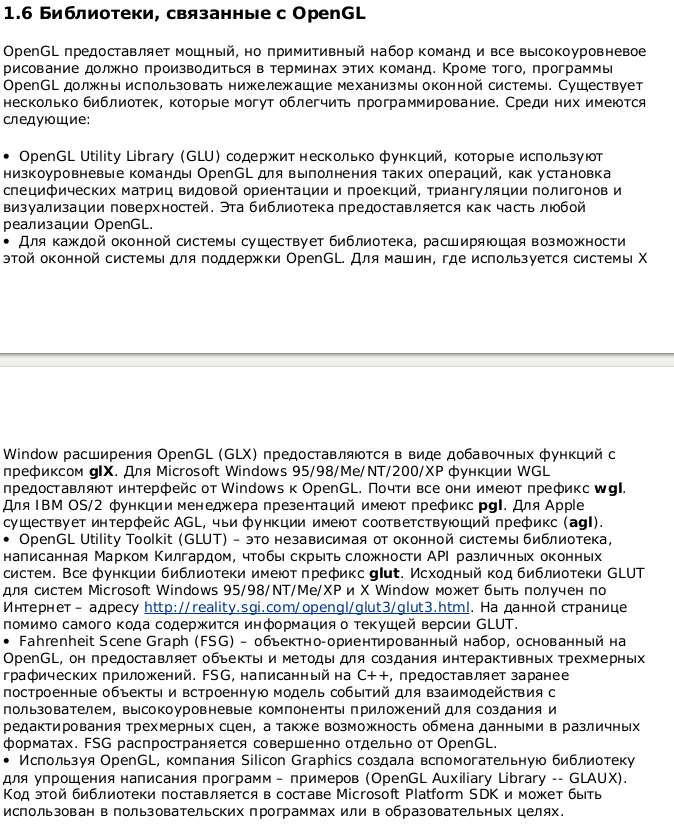 1.6 Библиотеки, связанные с OpenGL
OpenGL предоставляет мощный, но примитивный набор команд и все высокоуровневое
рисование должно производиться в терминах этих команд. Кроме того, программы
OpenGL должны использовать нижележащие механизмы оконной системы. Существует
несколько библиотек, которые могут облегчить программирование. Среди них имеются
следующие:
• OpenGL Utility Library (GLU) содержит несколько функций, которые используют
низкоуровневые команды OpenGL для выполнения таких операций, как установка
специфических матриц видовой ориентации и проекций, триангуляции полигонов и
визуализации поверхностей. Эта библиотека предоставляется как часть любой
реализации OpenGL.
• Для каждой оконной системы существует библиотека, расширяющая возможности
этой оконной системы для поддержки OpenGL. Для машин, где используется системы X
Window расширения OpenGL (GLX) предоставляются в виде добавочных функций с
префиксом glX. Для Microsoft Windows 95/98/Me/NT/200/XP функции WGL
предоставляют интерфейс от Windows к OpenGL. Почти все они имеют префикс wgl.
Для IBM OS/2 функции менеджера презентаций имеют префикс pgl. Для Apple
существует интерфейс AGL, чьи функции имеют соответствующий префикс (agl).
• OpenGL Utility Toolkit (GLUT) – это независимая от оконной системы библиотека,
написанная Марком Килгардом, чтобы скрыть сложности API различных оконных
систем. Все функции библиотеки имеют префикс glut. Исходный код библиотеки GLUT
для систем Microsoft Windows 95/98/NT/Me/XP и X Window может быть получен по
Интернет – адресу http://reality.sgi.com/opengl/glut3/glut3.html. На данной странице
помимо самого кода содержится информация о текущей версии GLUT.
• Fahrenheit Scene Graph (FSG) – объектно-ориентированный набор, основанный на
OpenGL, он предоставляет объекты и методы для создания интерактивных трехмерных
графических приложений. FSG, написанный на C++, предоставляет заранее
построенные объекты и встроенную модель событий для взаимодействия с
пользователем, высокоуровневые компоненты приложений для создания и
редактирования трехмерных сцен, а также возможность обмена данными в различных
форматах. FSG распространяется совершенно отдельно от OpenGL.
• Используя OpenGL, компания Silicon Graphics создала вспомогательную библиотеку
для упрощения написания программ – примеров (OpenGL Auxiliary Library -- GLAUX).
Код этой библиотеки поставляется в составе Microsoft Platform SDK и может быть
использован в пользовательских программах или в образовательных целях.